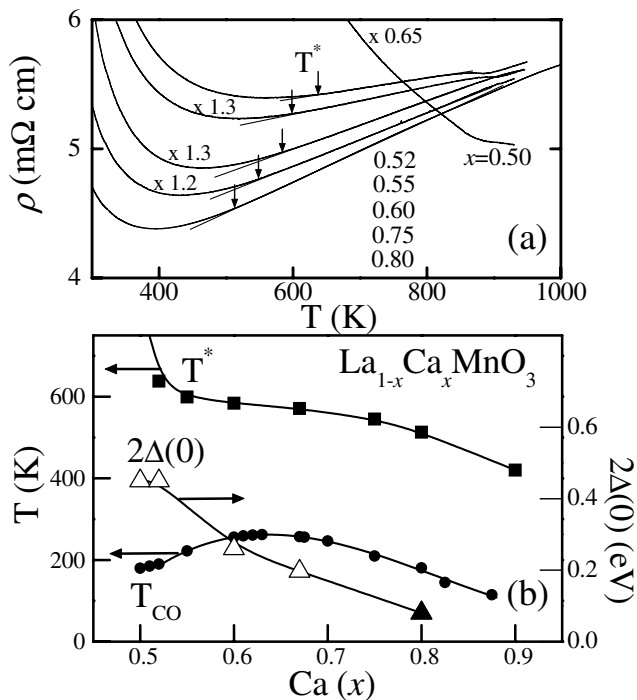 6
5
4
ρ (mΩ cm)
x 0.65
T*
x 1.3
x 1.3
x 1.2
x=0.50
0.52
0.55
0.60
0.75
0.80
(a)
400 600 800 1000
T (K)
La1-xCaxMnO3
T*
2Δ(0)
TCO
(b)
600
400
200
0
T (K)
0.6
0.4
0.2
0.0
2Δ(0) (eV)
0.5 0.6 0.7 0.8 0.9
Ca (x)